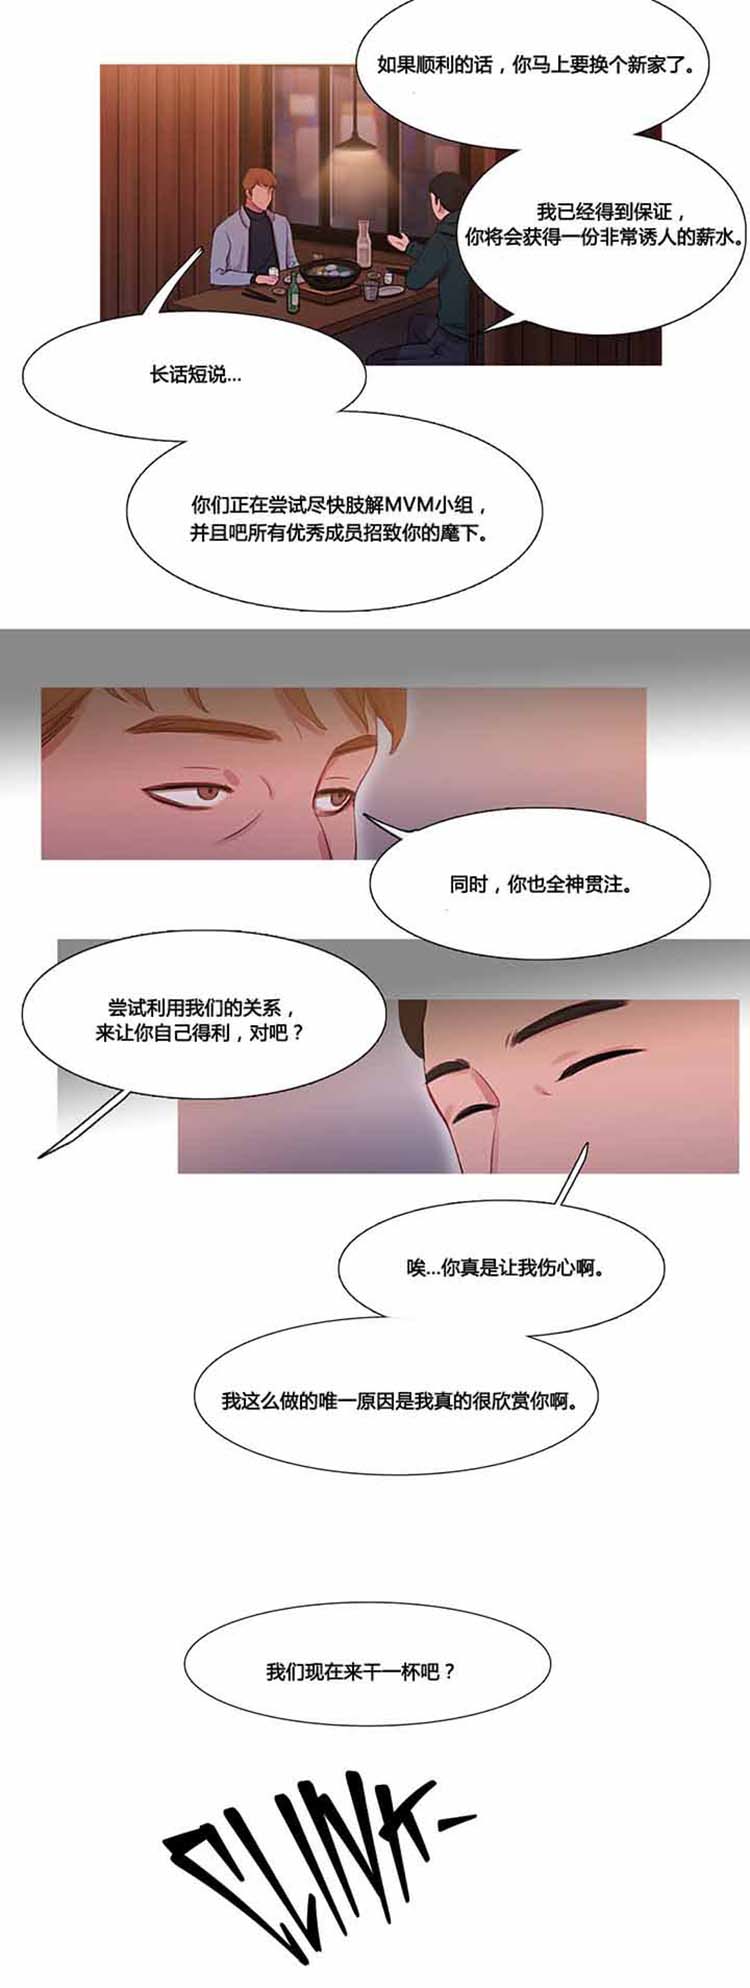 如果顺利的话，你马上要换个新家了。
我已经得到保证，
你将会获得一份非常诱人的薪水。
长话短说...
你们正在尝试尽快肢解MVM小组，
并且吧所有优秀成员招致你的麾下。
同时，你也全神贯注。
尝试利用我们的关系，
来让你自己得利，对吧？
唉...你真是让我伤心啊。
我这么做的唯一原因是我真的很欣赏你啊。
我们现在来干一杯吧？
CLINK-